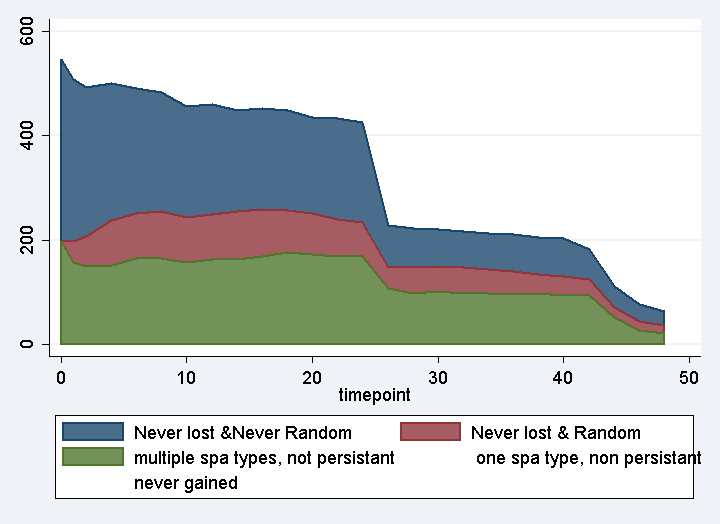 600
400
200
0
0 10 20 30 40 50
timepoint
Never lost &Never Random Never lost & Random
multiple spa types, not persistant one spa type, non persistant
never gained